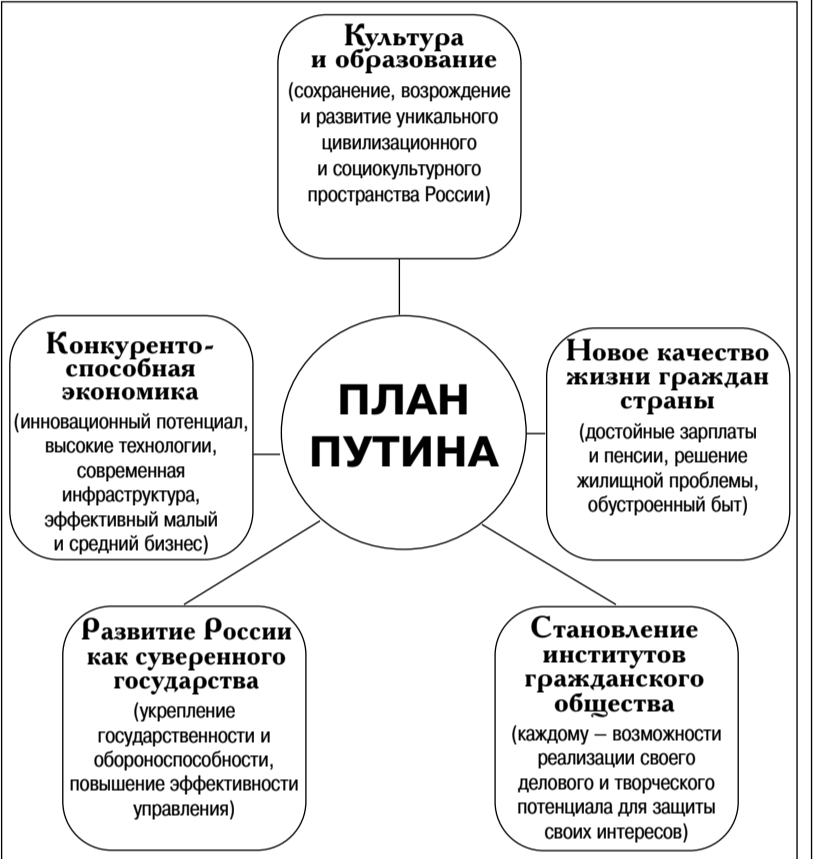 Культура
и образование
(сохранение, возрождение
и развитие уникального
цивилизационного
и социокультурного
пространства России)
Конкуренто-
способная
экономика
(инновационный потенциал,
высокие технологии,
современная
инфраструктура,
эффективный малый
и средний бизнес)
ПЛАН
ПУТИНА
Новое качество
жизни граждан
страны
(достойные зарплаты
и пенсии, решение
жилищной проблемы,
обустроенный быт)
Развитие России
как суверенного
государства
(укрепление
государственности и
обороноспособности,
повышение эффективности
управления)
Становление
институтов
гражданского
общества
(каждому – возможности
реализации своего
делового и творческого
потенциала для защиты
своих интересов)